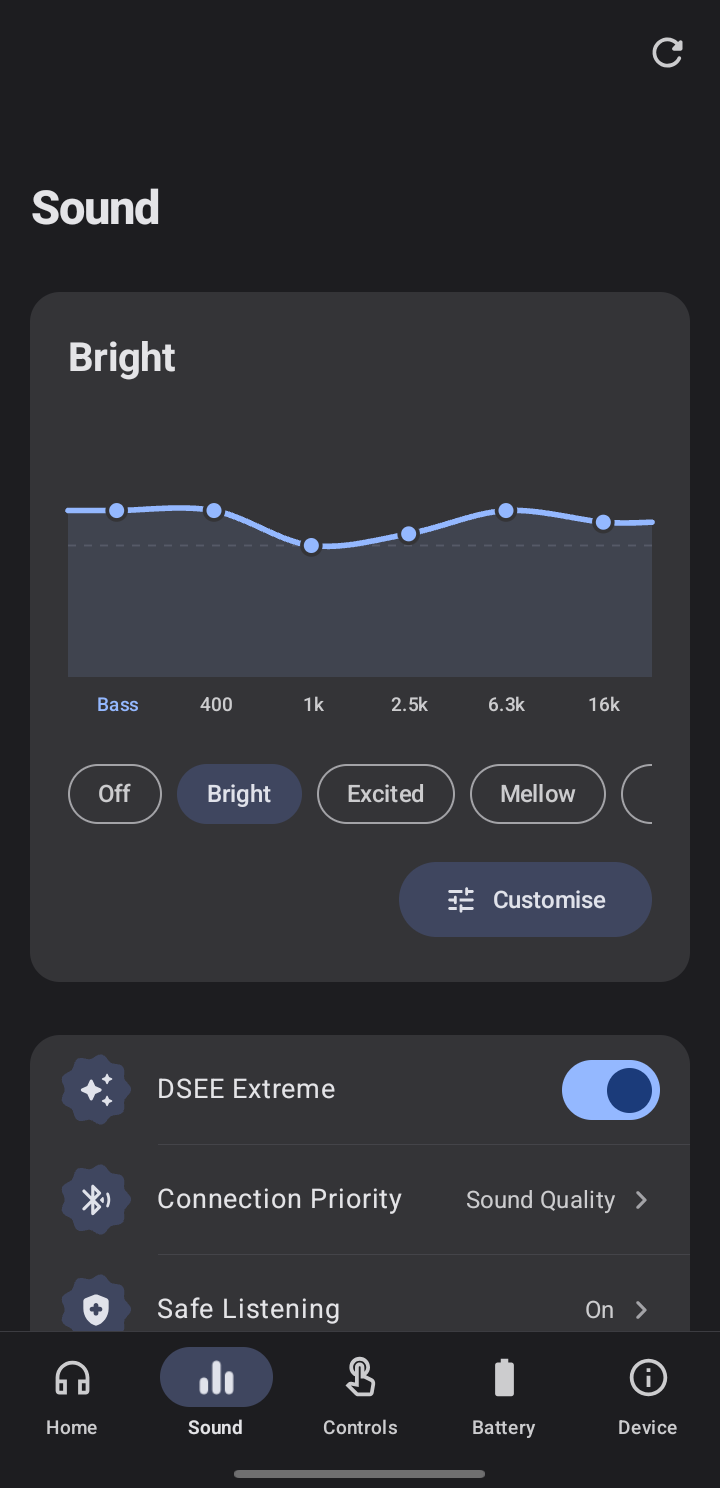 Sound
Bright
Bass 400 1k 2.5k 6.3k 16k
Off Bright Excited Mellow
Customise
DSEE Extreme
Connection Priority Sound Quality
Safe Listening On
Home Sound Controls Battery Device